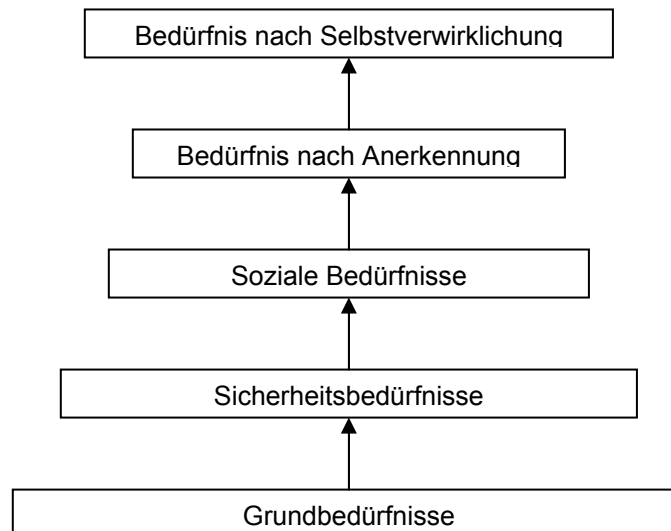 Bedürfnis nach Selbstverwirklichung
Bedürfnis nach Anerkennung
Soziale Bedürfnisse
Sicherheitsbedürfnisse
Grundbedürfnisse